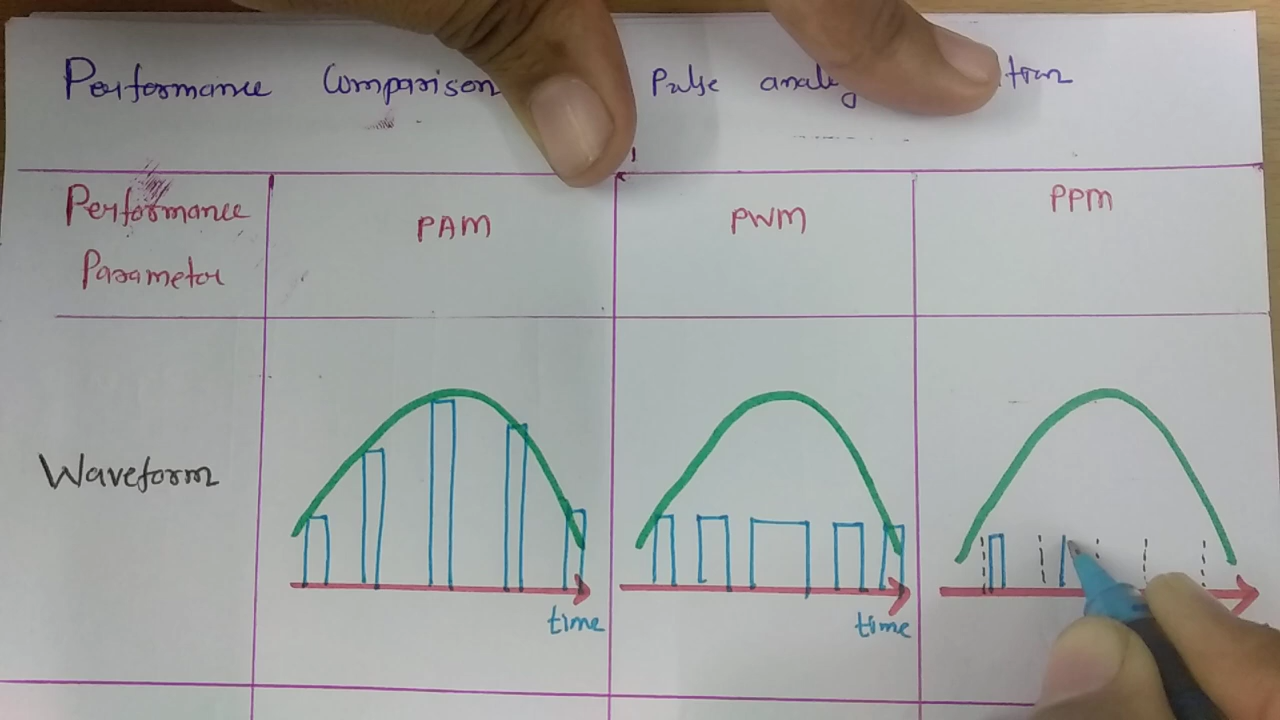 Performance Comparison Pulse
Performance Parameter
PAM
PWM
PPM
Waveform
time
time